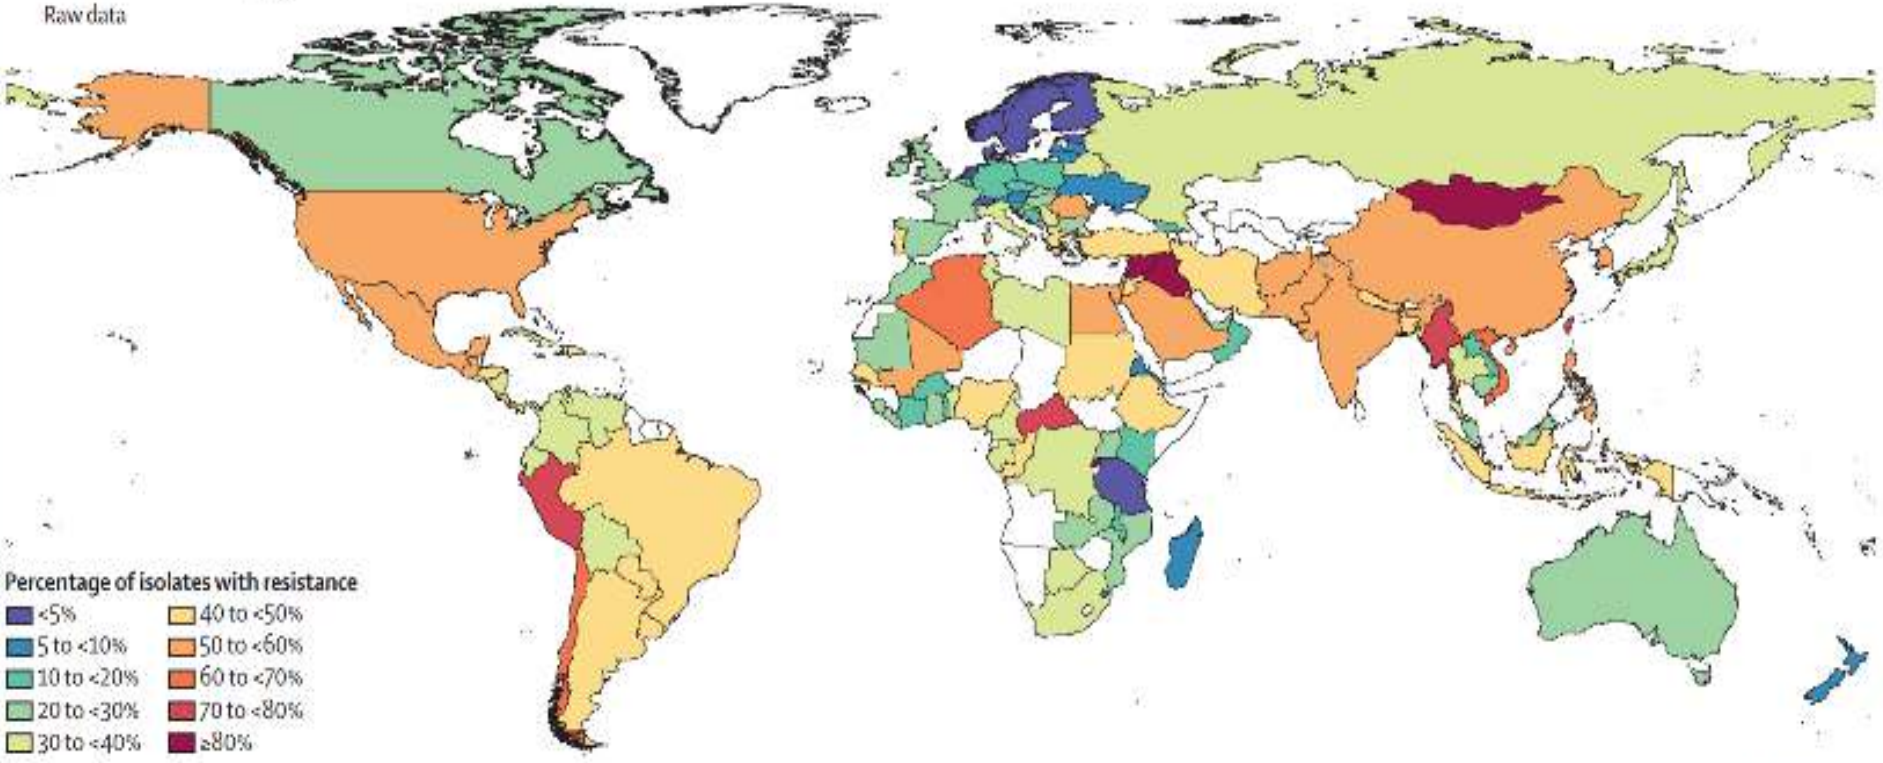 Raw data
Percentage of isolates with resistance
<5%
5 to <10%
10 to <20%
20 to <30%
30 to <40%
40 to <50%
50 to <60%
60 to <70%
70 to <80%
≥80%